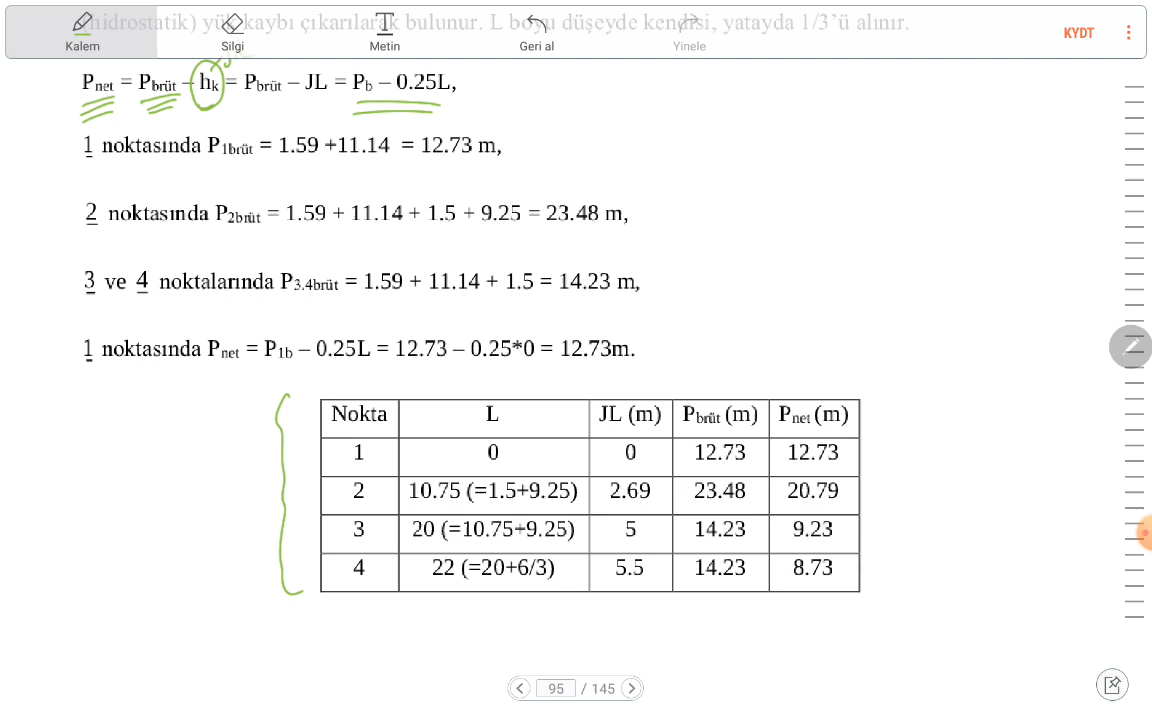 (hidrostatik) yük kaybı çıkarılarak bulunur. L boyu düşeyde kendisi, yatayda 1/3'ü alınır.
Kalem Silgi Metin Geri al Yinele KYDT
Pnet = Pbrüt – hk = Pbrüt – JL = Pb – 0.25L,
1 noktasında P1brüt = 1.59 +11.14 = 12.73 m,
2 noktasında P2brüt = 1.59 + 11.14 + 1.5 + 9.25 = 23.48 m,
3 ve 4 noktalarında P3.4brüt = 1.59 + 11.14 + 1.5 = 14.23 m,
1 noktasında Pnet = P1b – 0.25L = 12.73 – 0.25*0 = 12.73m.
Nokta L JL (m) Pbrüt (m) Pnet (m)
1 0 0 12.73 12.73
2 10.75 (=1.5+9.25) 2.69 23.48 20.79
3 20 (=10.75+9.25) 5 14.23 9.23
4 22 (=20+6/3) 5.5 14.23 8.73
95 / 145